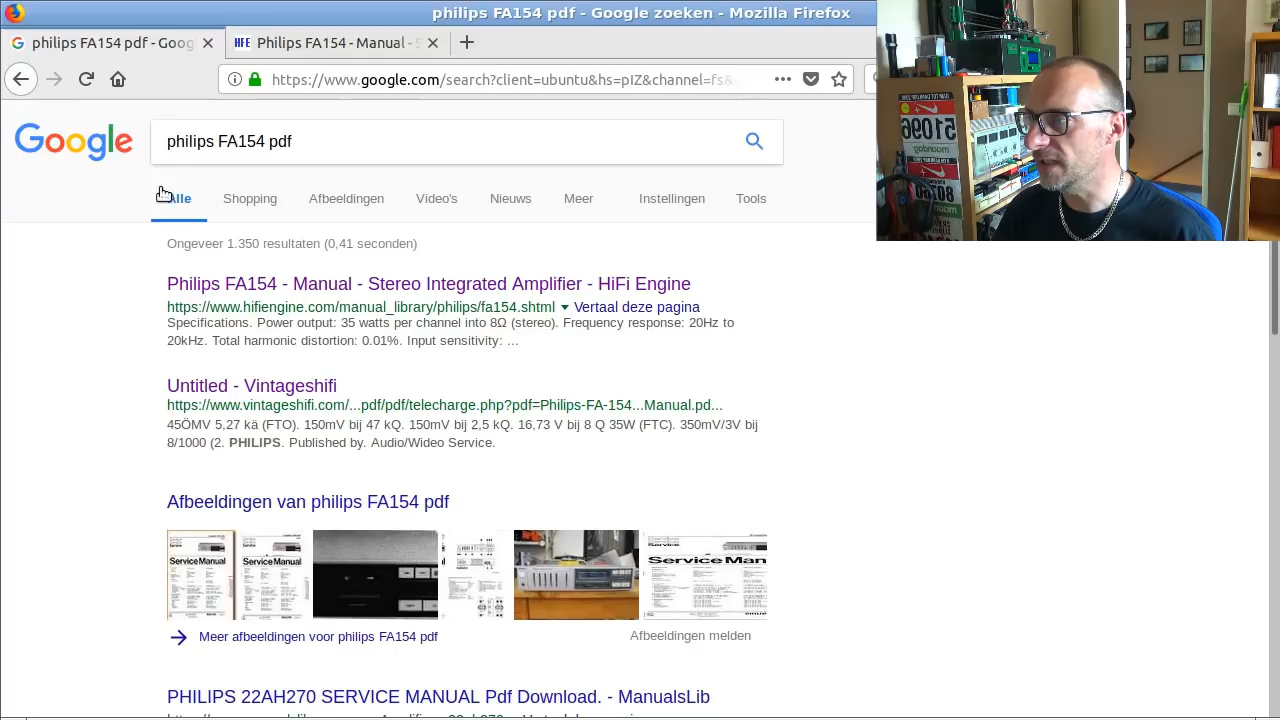 philips FA154 pdf - Google zoeken - Mozilla Firefox
philips FA154 pdf - Goog
HFE Philips FA154 - Manual - S
https://www.google.com/search?client=ubuntu&hs=pIZ&channel=fs&
Google
philips FA154 pdf
Alle Shopping Afbeeldingen Video's Nieuws Meer Instellingen Tools
Ongeveer 1.350 resultaten (0,41 seconden)
Philips FA154 - Manual - Stereo Integrated Amplifier - HiFi Engine
https://www.hifiengine.com/manual_library/philips/fa154.shtml Vertaal deze pagina
Specifications. Power output: 35 watts per channel into 8Ω (stereo). Frequency response: 20Hz to
20kHz. Total harmonic distortion: 0.01%. Input sensitivity: ...
Untitled - Vintageshifi
https://www.vintageshifi.com/...pdf/pdf/telecharge.php?pdf=Philips-FA-154...Manual.pd...
45ÖMV 5,27 kä (FTO). 150mV bij 47 kQ. 150mV bij 2,5 kQ. 16,73 V bij 8 Q 35W (FTC). 350mV/3V bij
8/1000 (2. PHILIPS. Published by. Audio/Wideo Service.
Afbeeldingen van philips FA154 pdf
Service Manual
Service Manual
Service Man
Meer afbeeldingen voor philips FA154 pdf
Afbeeldingen melden
PHILIPS 22AH270 SERVICE MANUAL Pdf Download. - ManualsLib
51096